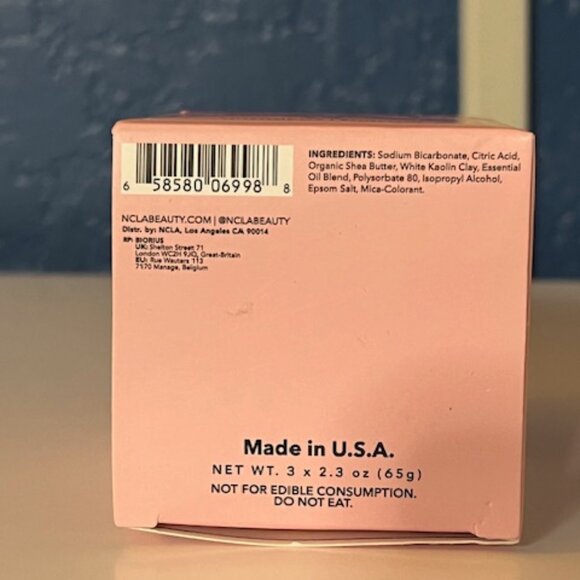 6 58580 06998 8
INGREDIENTS: Sodium Bicarbonate, Citric Acid,
Organic Shea Butter, White Kaolin Clay, Essential
Oil Blend, Polysorbate 80, Isopropyl Alcohol,
Epsom Salt, Mica-Colorant.
NCLABEAUTY.COM | @NCLABEAUTY
Distr. by: NCLA, Los Angeles CA 90014
RP: BIORIUS
UK: Shelton Street 71
London WC2H 9JQ, Great-Britain
EU: Rue Wauters 113
7170 Manage, Belgium
Made in U.S.A.
NET WT. 3 x 2.3 oz (65g)
NOT FOR EDIBLE CONSUMPTION.
DO NOT EAT.